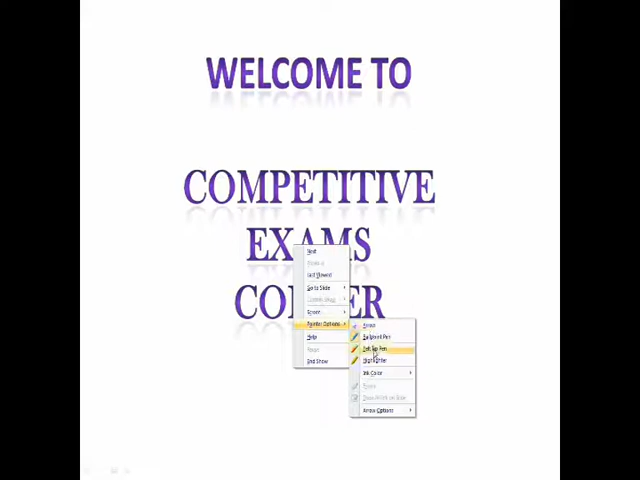 WELCOME TO
COMPETITIVE
EXAMS
Next
Last Viewed
Go to Slide
Screen
Pointer Options
Help
End Show
Arrow
Ballpoint Pen
Felt Tip Pen
Highlighter
Ink Color
Arrow Options